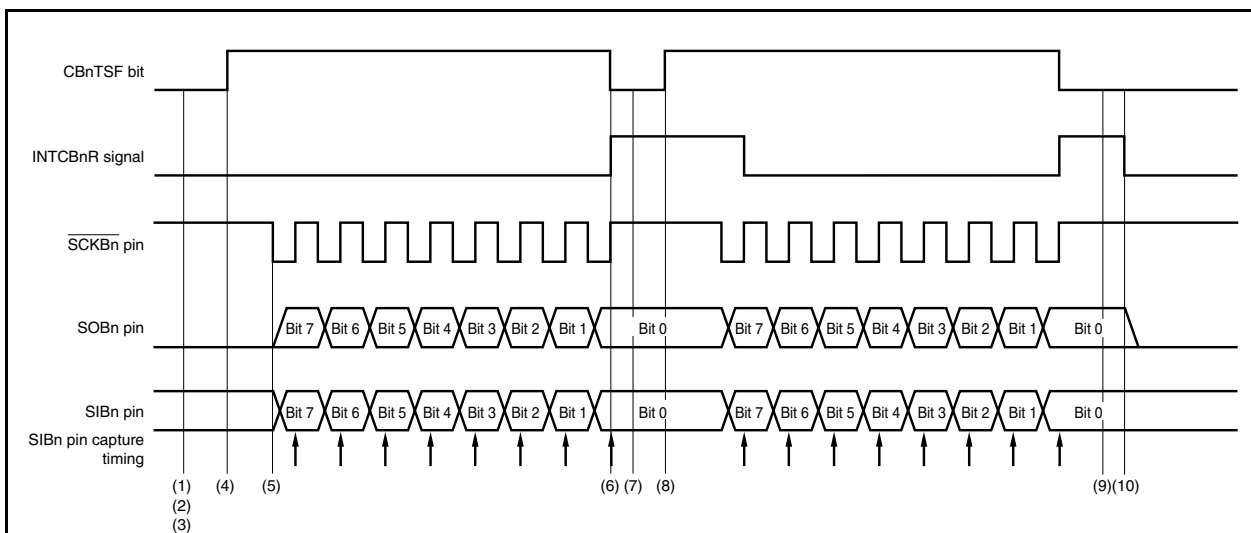 CBnTSF bit
INTCBnR signal
SCKBn pin
SOBn pin
Bit 7 Bit 6 Bit 5 Bit 4 Bit 3 Bit 2 Bit 1 Bit 0 Bit 7 Bit 6 Bit 5 Bit 4 Bit 3 Bit 2 Bit 1 Bit 0
SIBn pin
Bit 7 Bit 6 Bit 5 Bit 4 Bit 3 Bit 2 Bit 1 Bit 0 Bit 7 Bit 6 Bit 5 Bit 4 Bit 3 Bit 2 Bit 1 Bit 0
SIBn pin capture
timing
(1) (4) (5) (6) (7) (8) (9) (10)
(2)
(3)